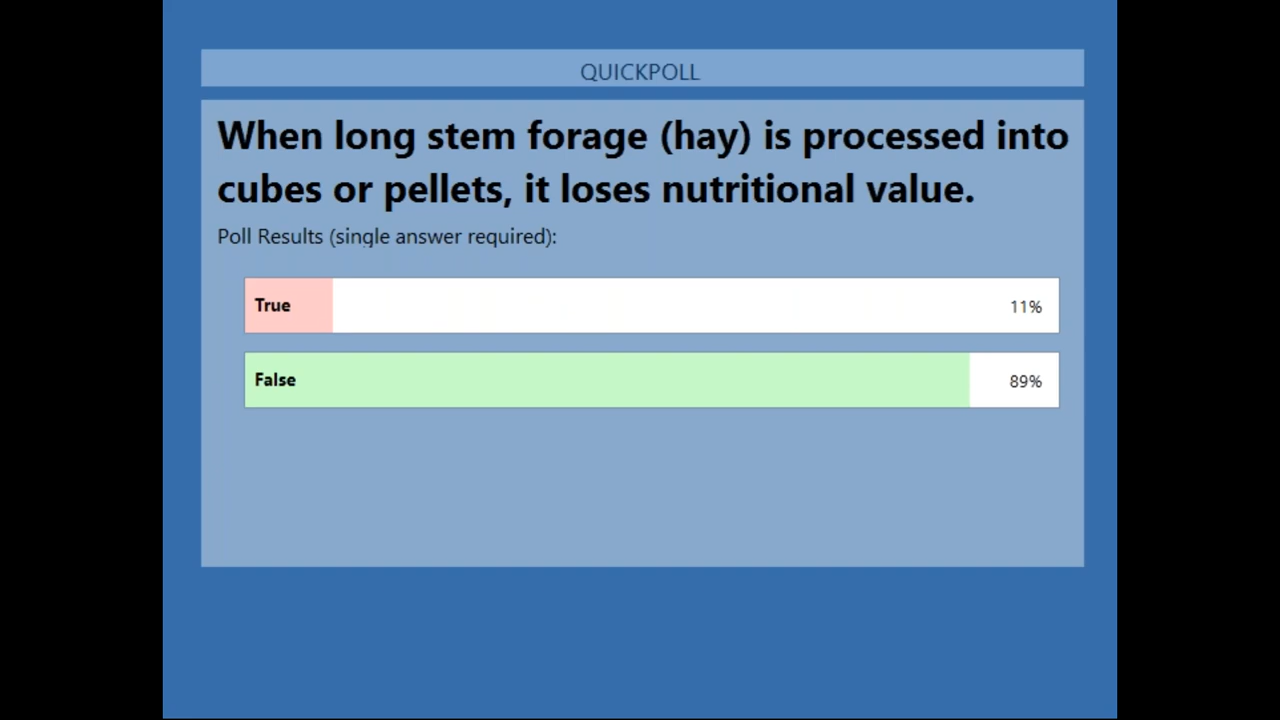 QUICKPOLL
When long stem forage (hay) is processed into
cubes or pellets, it loses nutritional value.
Poll Results (single answer required):
True 11%
False 89%